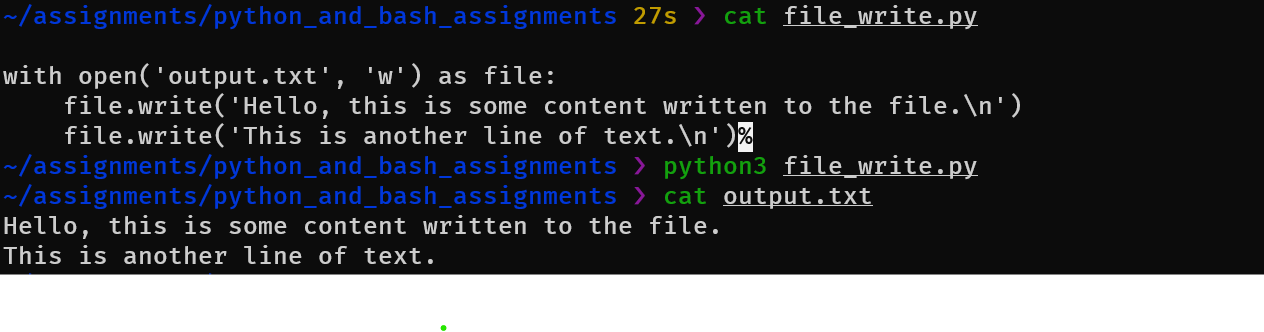 ~/assignments/python_and_bash_assignments 27s ❯ cat file_write.py
with open('output.txt', 'w') as file:
    file.write('Hello, this is some content written to the file.\n')
    file.write('This is another line of text.\n')%
~/assignments/python_and_bash_assignments ❯ python3 file_write.py
~/assignments/python_and_bash_assignments ❯ cat output.txt
Hello, this is some content written to the file.
This is another line of text.